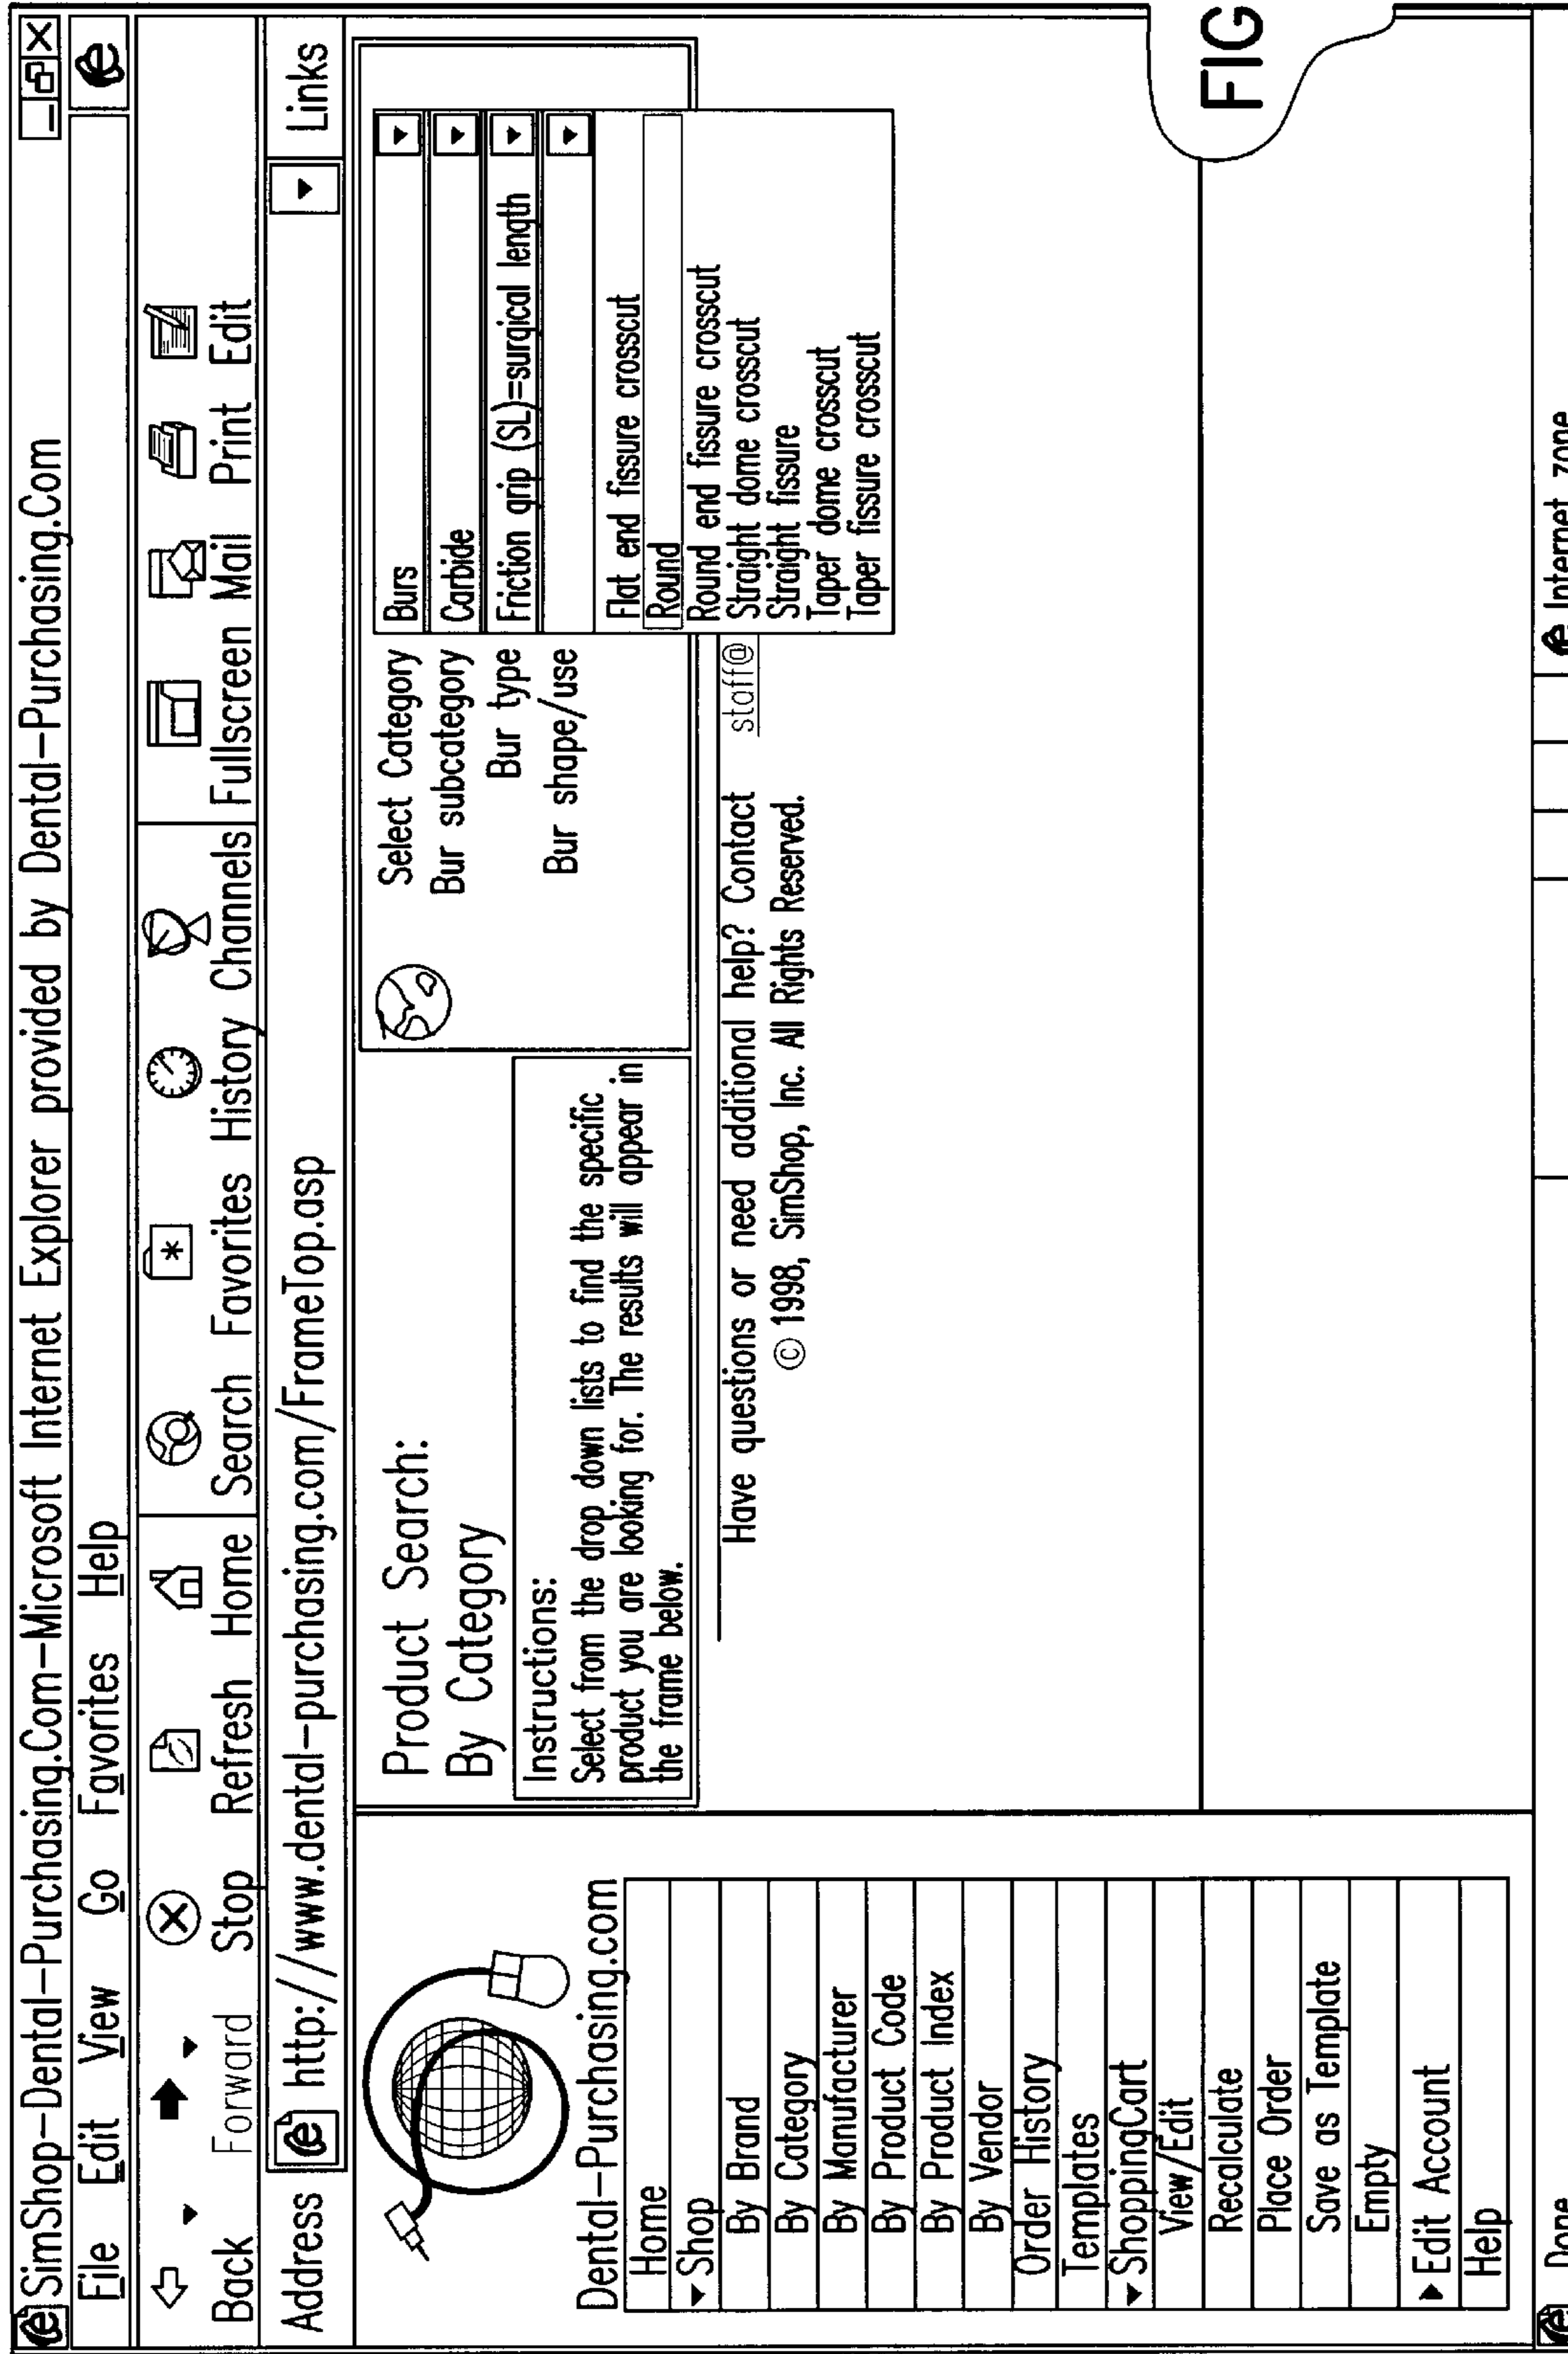 SimShop-Dental-Purchasing.Com-Microsoft Internet Explorer provided by Dental-Purchasing.Com
File Edit View Go Favorites Help
Back Forward Stop Refresh Home Search Favorites History Channels Fullscreen Mail Print Edit
Address http://www.dental-purchasing.com/FrameTop.asp Links
Dental-Purchasing.com
Home
Shop
By Brand
By Category
By Manufacturer
By Product Code
By Product Index
By Vendor
Order History
Templates
ShoppingCart
View/Edit
Recalculate
Place Order
Save as Template
Empty
Edit Account
Help
Product Search:
By Category
Instructions:
Select from the drop down lists to find the specific
product you are looking for. The results will appear in
the frame below.
Select Category Burs
Bur subcategory Carbide
Bur type Friction grip (SL)=surgical length
Bur shape/use
Flat end fissure crosscut
Round
Round end fissure crosscut
Straight dome crosscut
Straight fissure
Taper dome crosscut
Taper fissure crosscut
Have questions or need additional help? Contact staff@
© 1998, SimShop, Inc. All Rights Reserved.
FIG
Done Internet zone